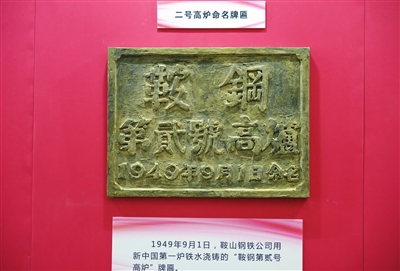 二号高炉命名牌匾
鞍鋼
第貳號高爐
1949年9月1日命名
1949年9月1日，鞍山钢铁公司用
新中国第一炉铁水浇铸的“鞍钢第贰号
高炉”牌匾。